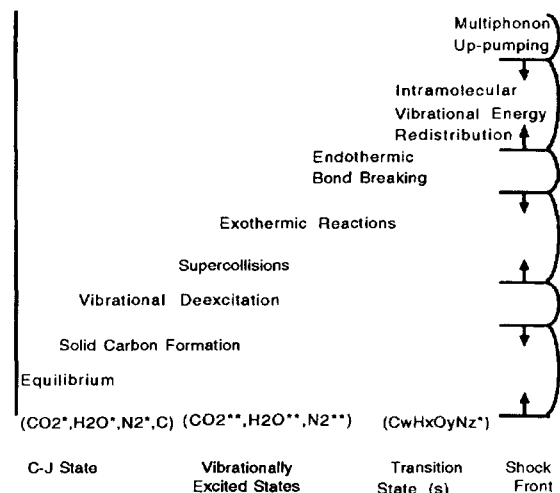 Multiphonon
Up-pumping
Intramolecular
Vibrational Energy
Redistribution
Endothermic
Bond Breaking
Exothermic Reactions
Supercollisions
Vibrational Deexcitation
Solid Carbon Formation
Equilibrium
(CO2*,H2O*,N2*,C) (CO2**,H2O**,N2**) (CwHxOyNz*)
C-J State Vibrationally Transition Shock
Excited States State (s) Front